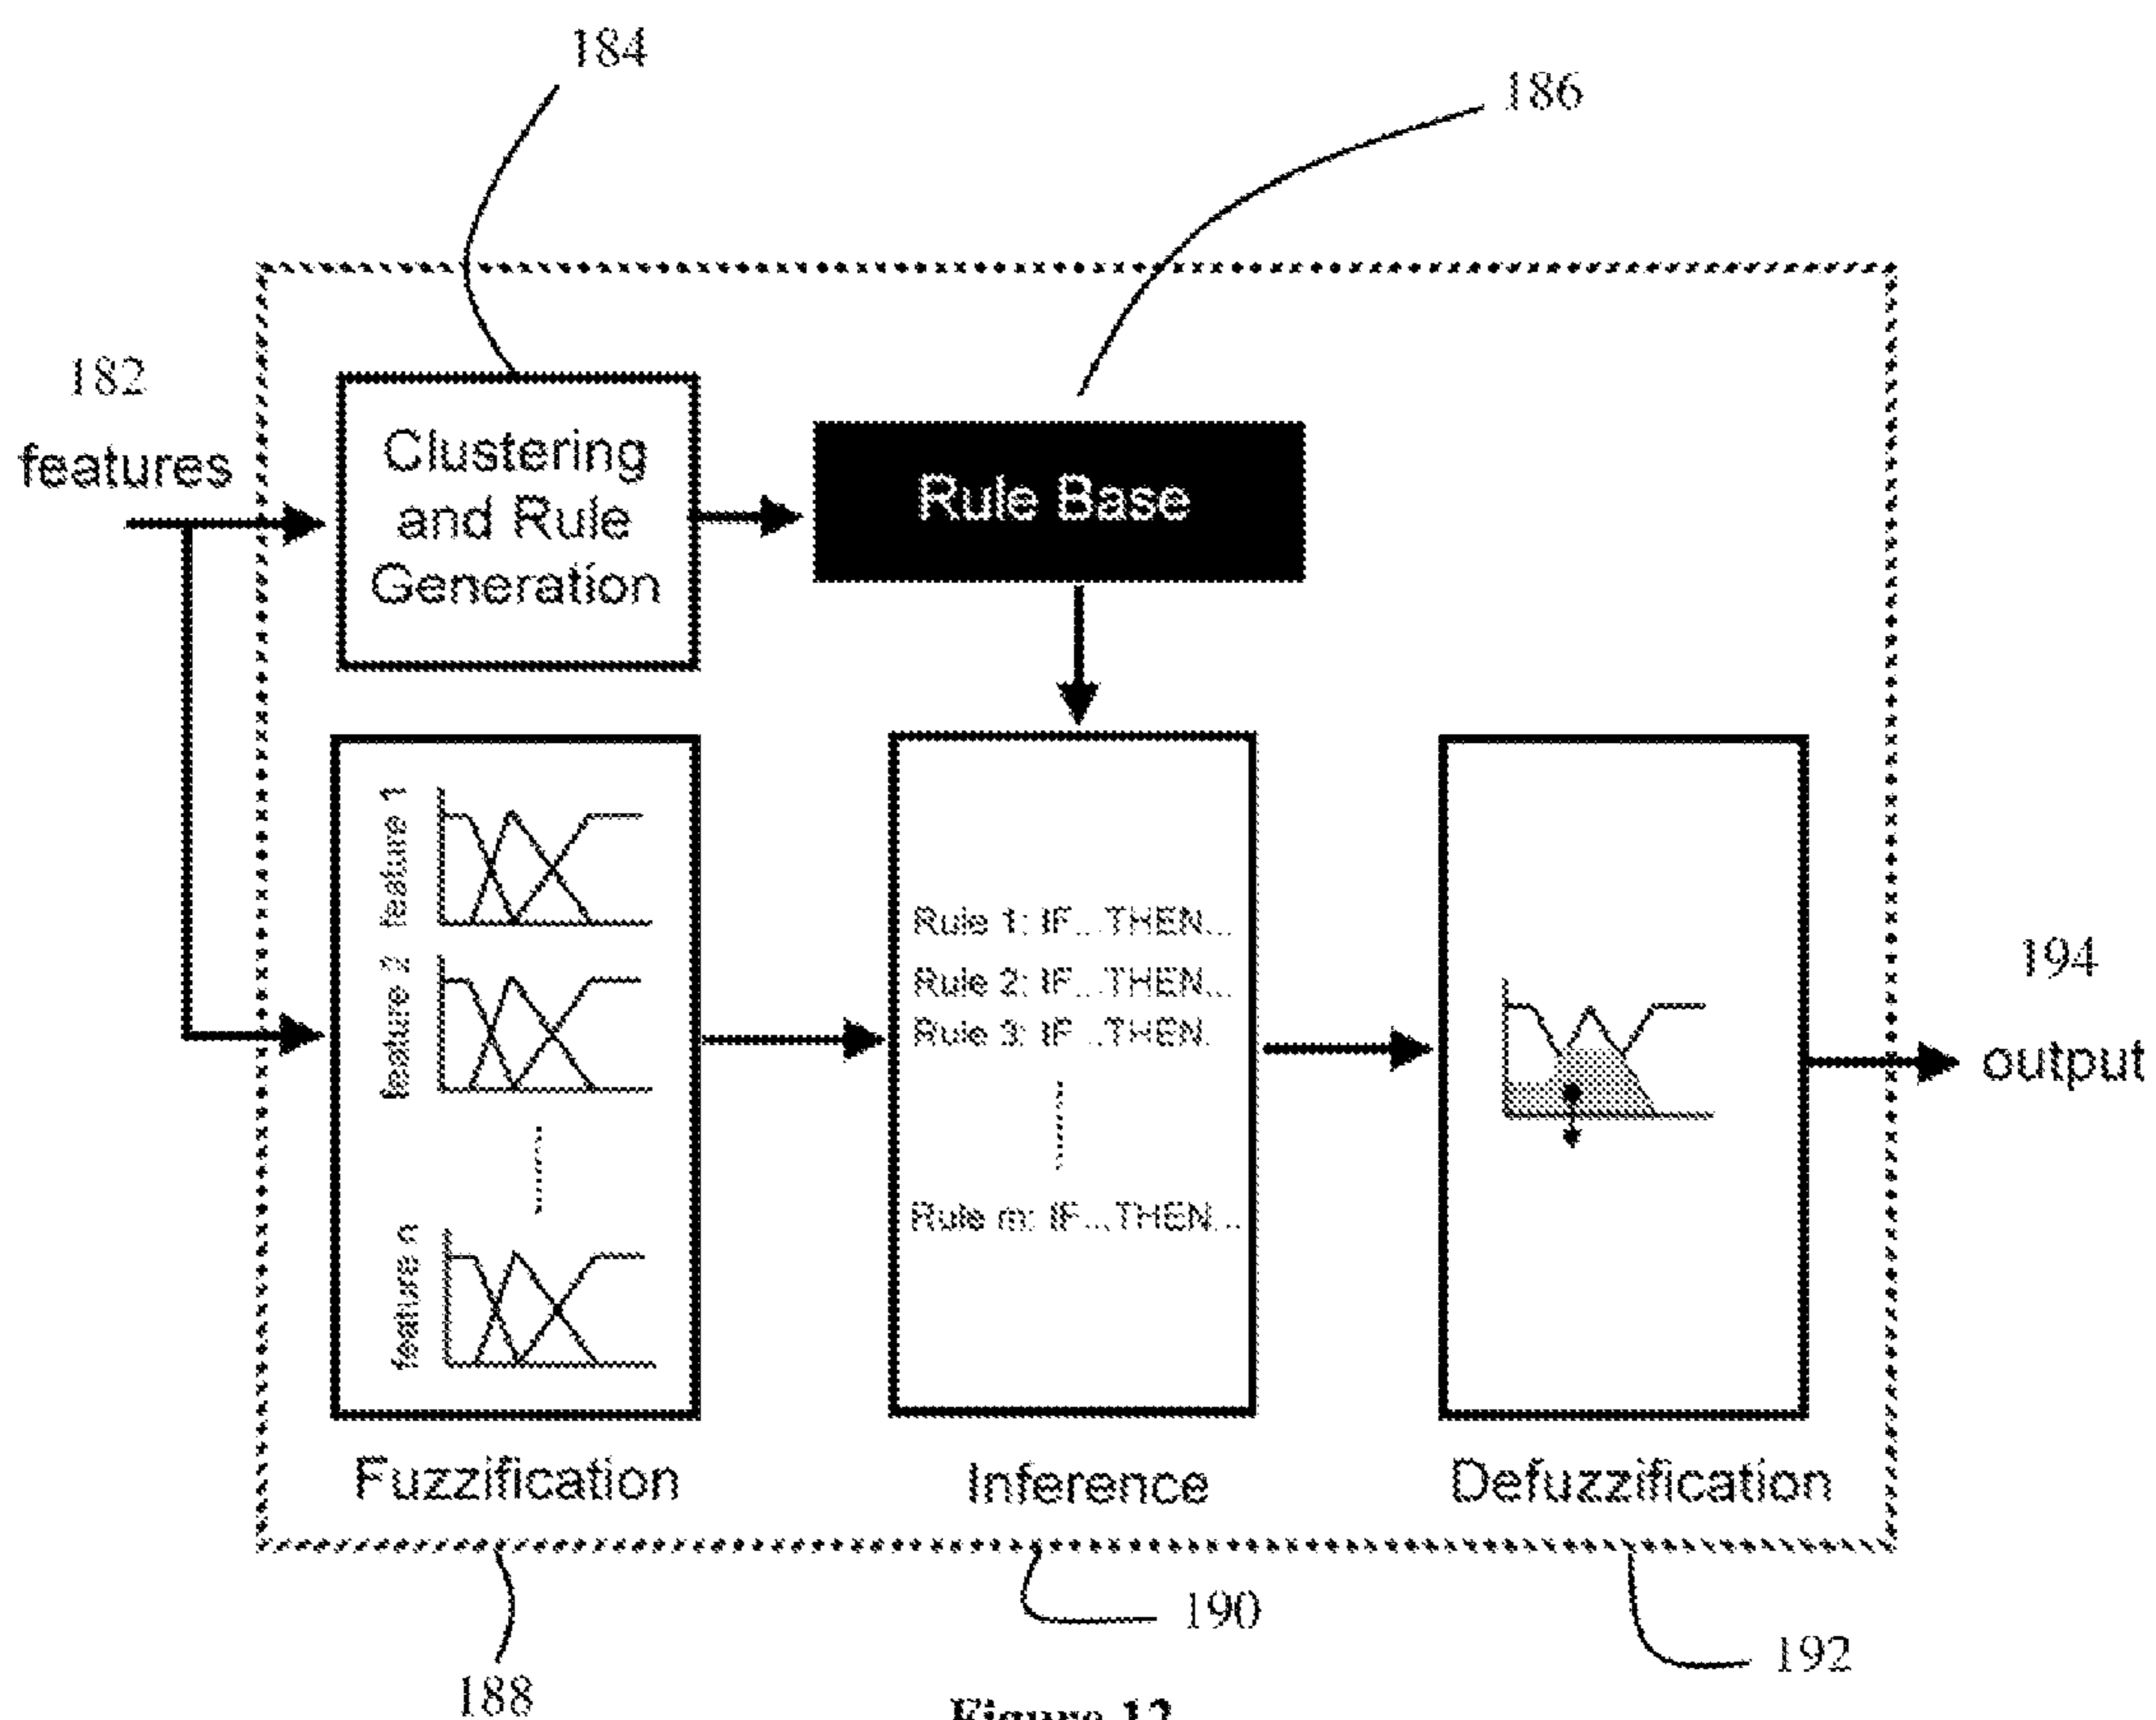 184
186
182
features
Clustering
and Rule
Generation
Rule Base
feature 1
feature 2
feature n
Rule 1: IF...THEN...
Rule 2: IF...THEN...
Rule 3: IF...THEN.
Rule m: IF...THEN...
194
output
Fuzzification
Inference
Defuzzification
190
192
188
Figure 12